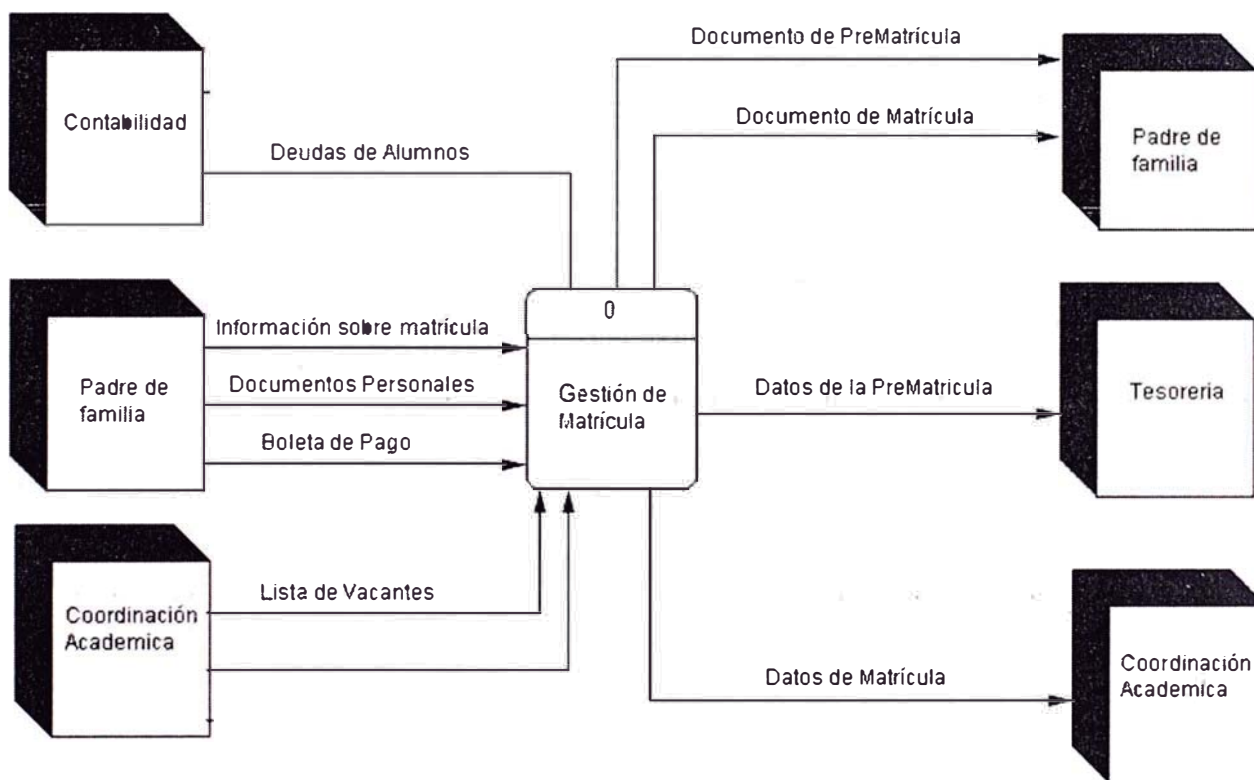 Documento de PreMatrícula
Contabilidad
Documento de Matrícula
Padre de
familia
Deudas de Alumnos
0
Información sobre matrícula
Padre de
familia
Documentos Personales
Gestión de
Matrícula
Datos de la PreMatricula
Tesoreria
Boleta de Pago
Lista de Vacantes
Coordinación
Academica
Datos de Matrícula
Coordinación
Academica